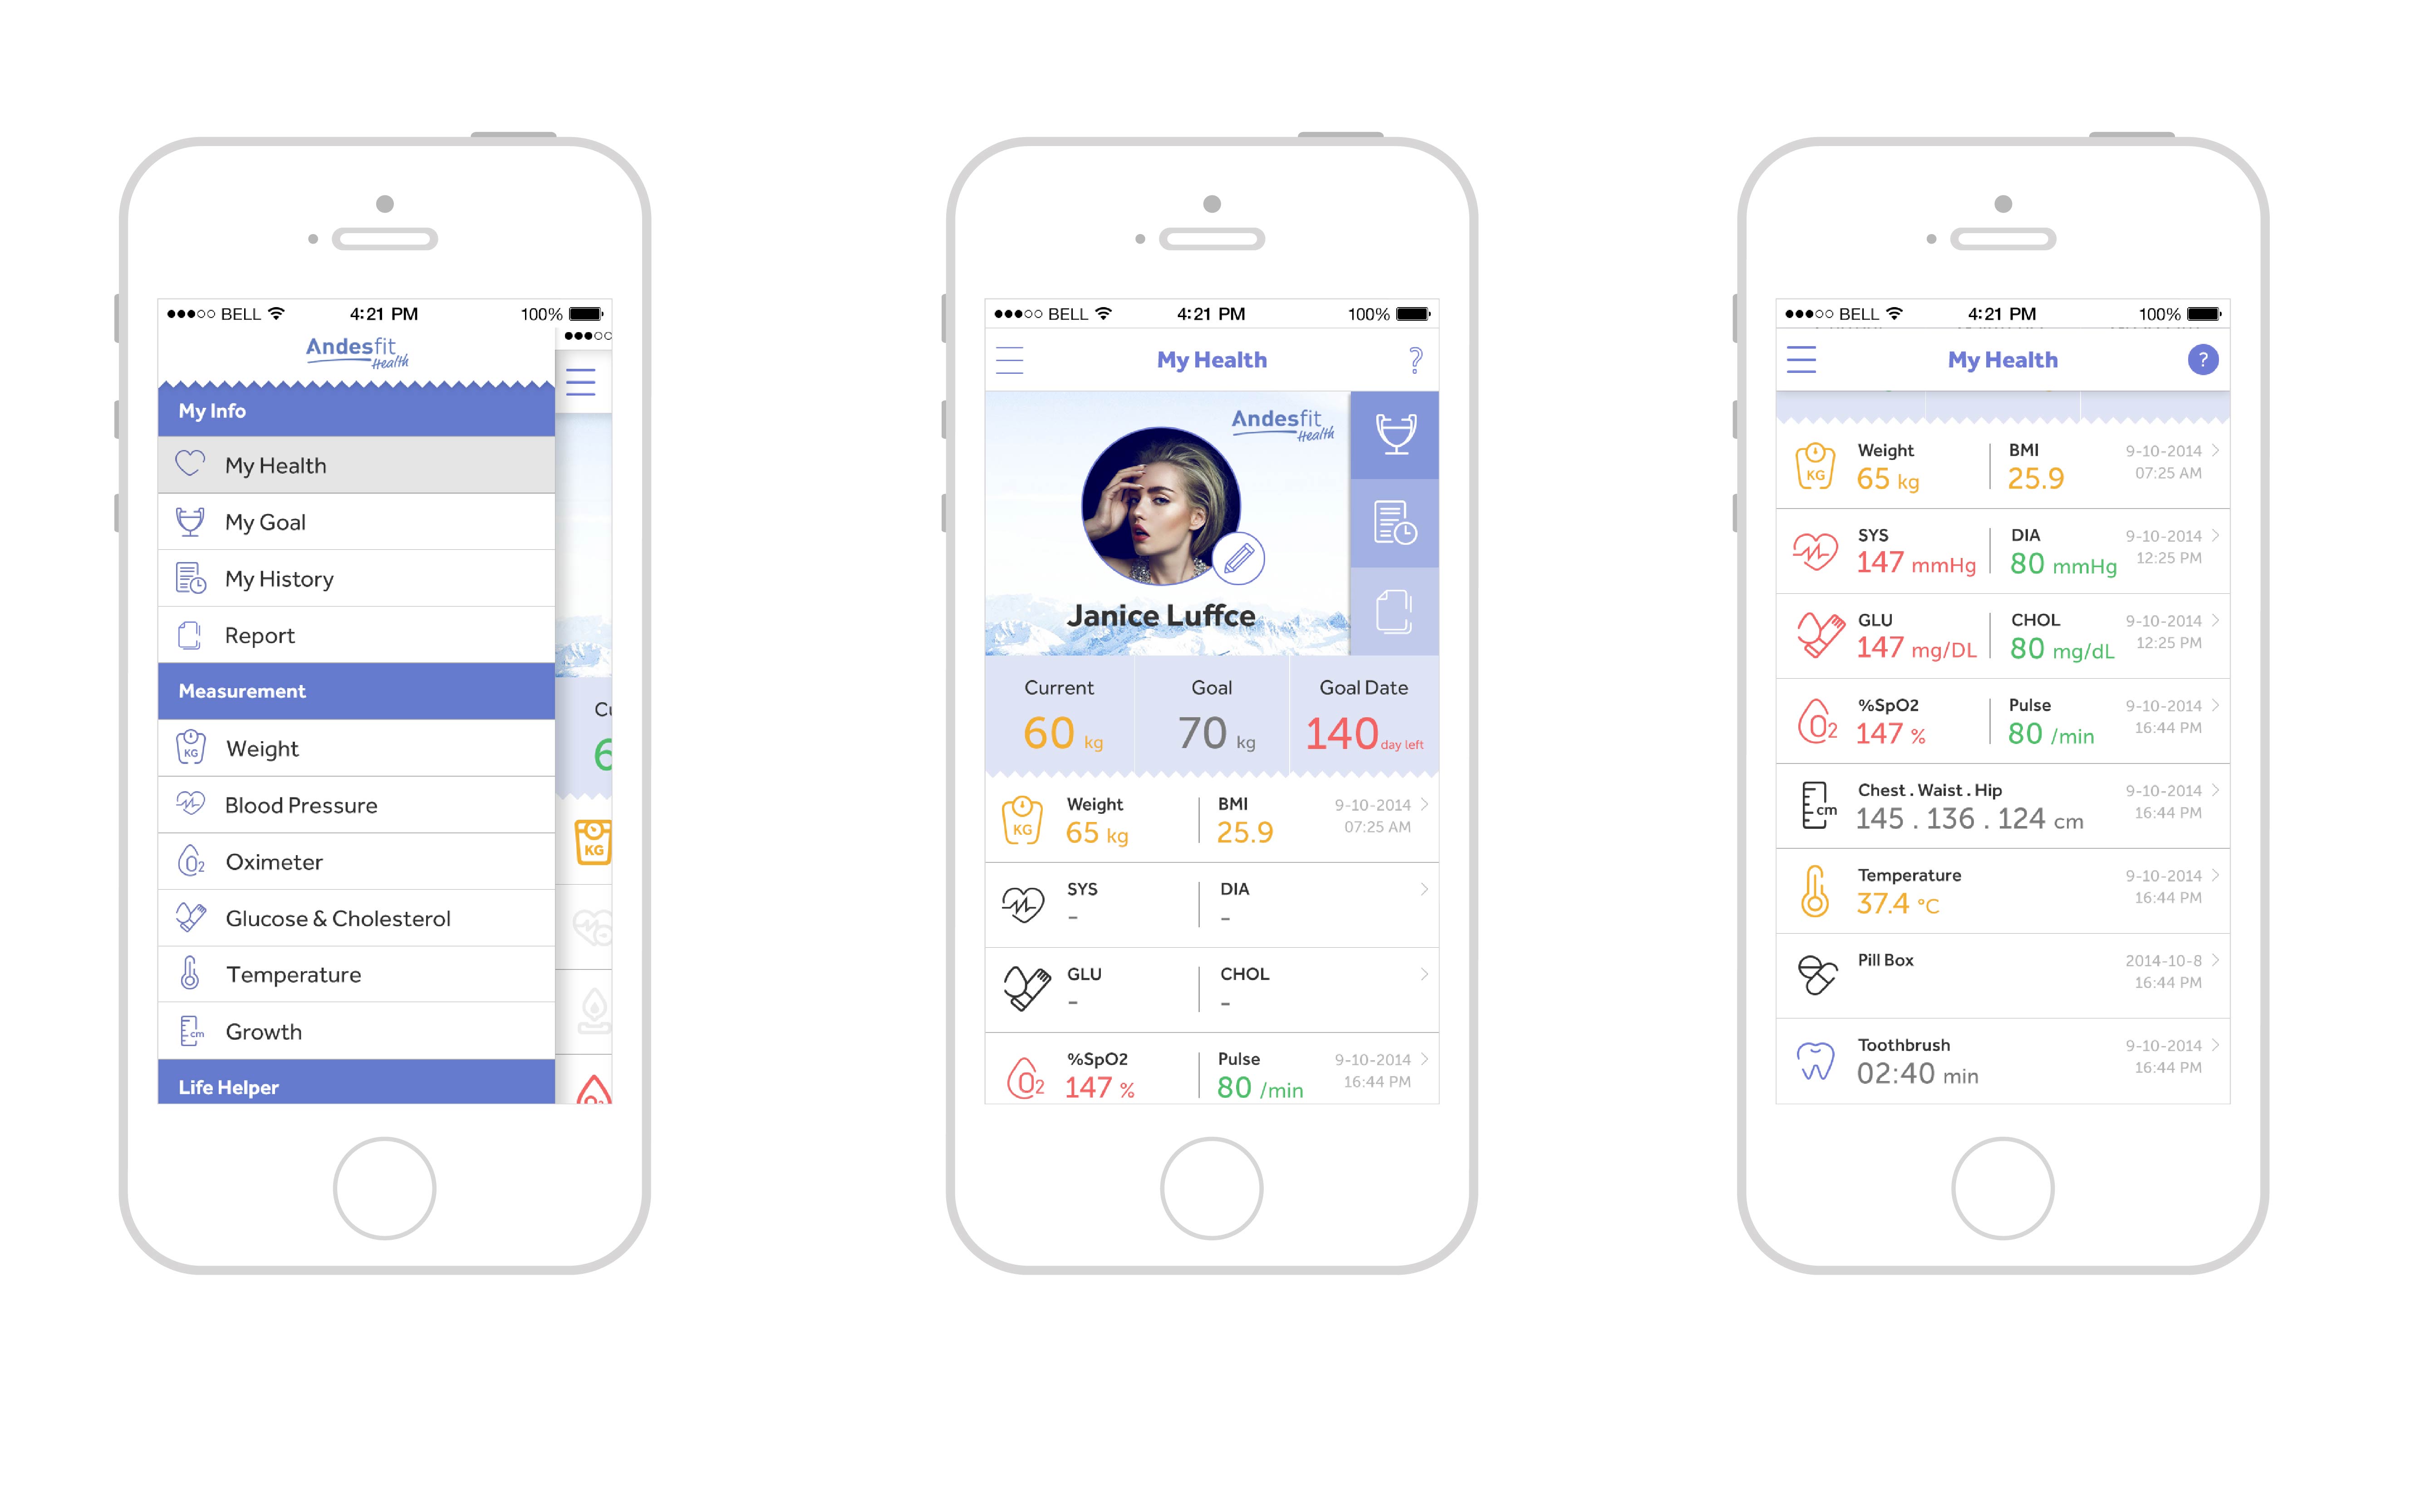 BELL 4:21 PM 100%
Andesfit
Health
My Info
My Health
My Goal
My History
Report
Measurement
KG Weight
Blood Pressure
O2 Oximeter
Glucose & Cholesterol
Temperature
cm Growth
Life Helper
KG
BELL 4:21 PM 100%
My Health ?
Andesfit
Health
Janice Luffce
Current Goal Goal Date
60 kg 70 kg 140 day left
Weight BMI 9-10-2014
KG 65 kg 25.9 07:25 AM
SYS DIA
- -
GLU CHOL
- -
%SpO2 Pulse 9-10-2014
O2 147 % 80 /min 16:44 PM
BELL 4:21 PM 100%
My Health ?
Weight BMI 9-10-2014
KG 65 kg 25.9 07:25 AM
SYS DIA 9-10-2014
147 mmHg 80 mmHg 12:25 PM
GLU CHOL 9-10-2014
147 mg/DL 80 mg/dL 12:25 PM
%SpO2 Pulse 9-10-2014
O2 147 % 80 /min 16:44 PM
Chest . Waist . Hip 9-10-2014
cm 145 . 136 . 124 cm 16:44 PM
Temperature 9-10-2014
37.4 °C 16:44 PM
Pill Box 2014-10-8
16:44 PM
Toothbrush 9-10-2014
02:40 min 16:44 PM